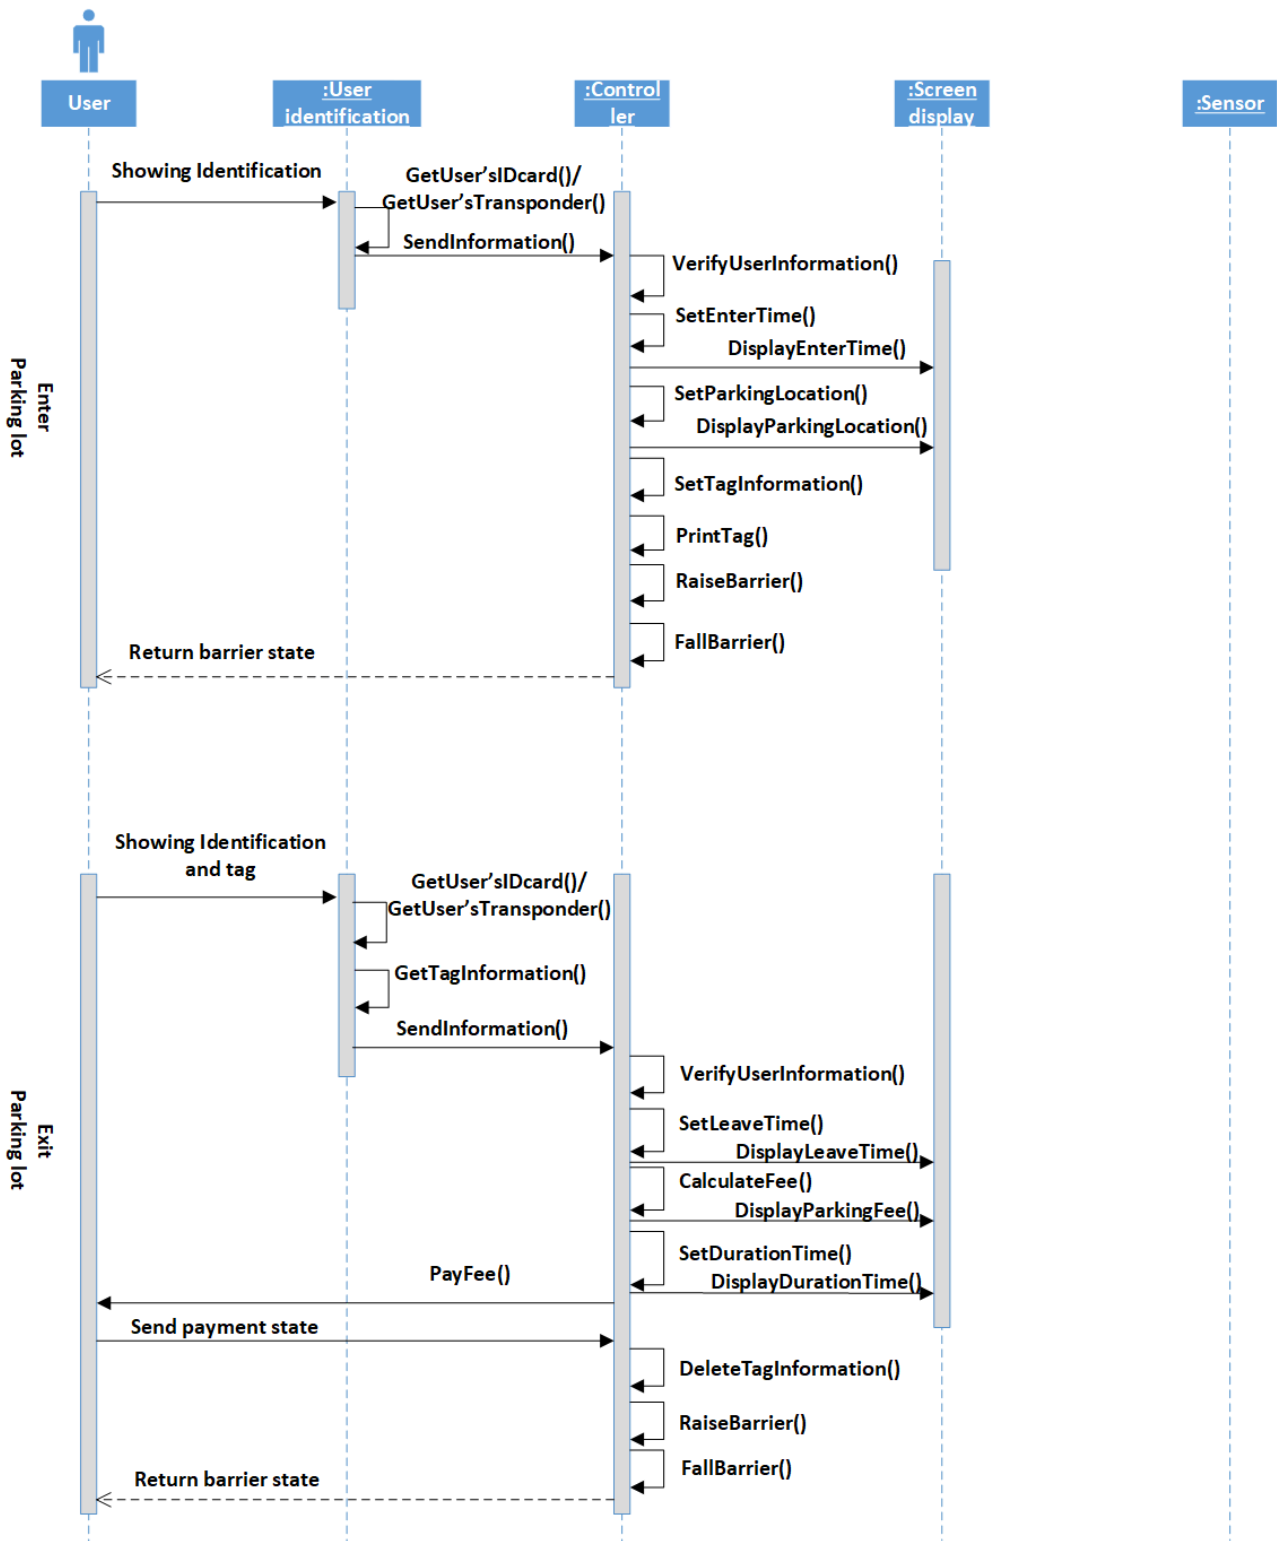 User
:User
identification
:Control
ler
:Screen
display
:Sensor
Showing Identification
GetUser'sIDcard()/
GetUser'sTransponder()
SendInformation()
VerifyUserInformation()
SetEnterTime()
DisplayEnterTime()
Enter
Parking lot
SetParkingLocation()
DisplayParkingLocation()
SetTagInformation()
PrintTag()
RaiseBarrier()
FallBarrier()
Return barrier state
Showing Identification
and tag
GetUser'sIDcard()/
GetUser'sTransponder()
GetTagInformation()
SendInformation()
VerifyUserInformation()
Exit
Parking lot
SetLeaveTime()
DisplayLeaveTime()
CalculateFee()
DisplayParkingFee()
SetDurationTime()
DisplayDurationTime()
PayFee()
Send payment state
DeleteTagInformation()
RaiseBarrier()
FallBarrier()
Return barrier state